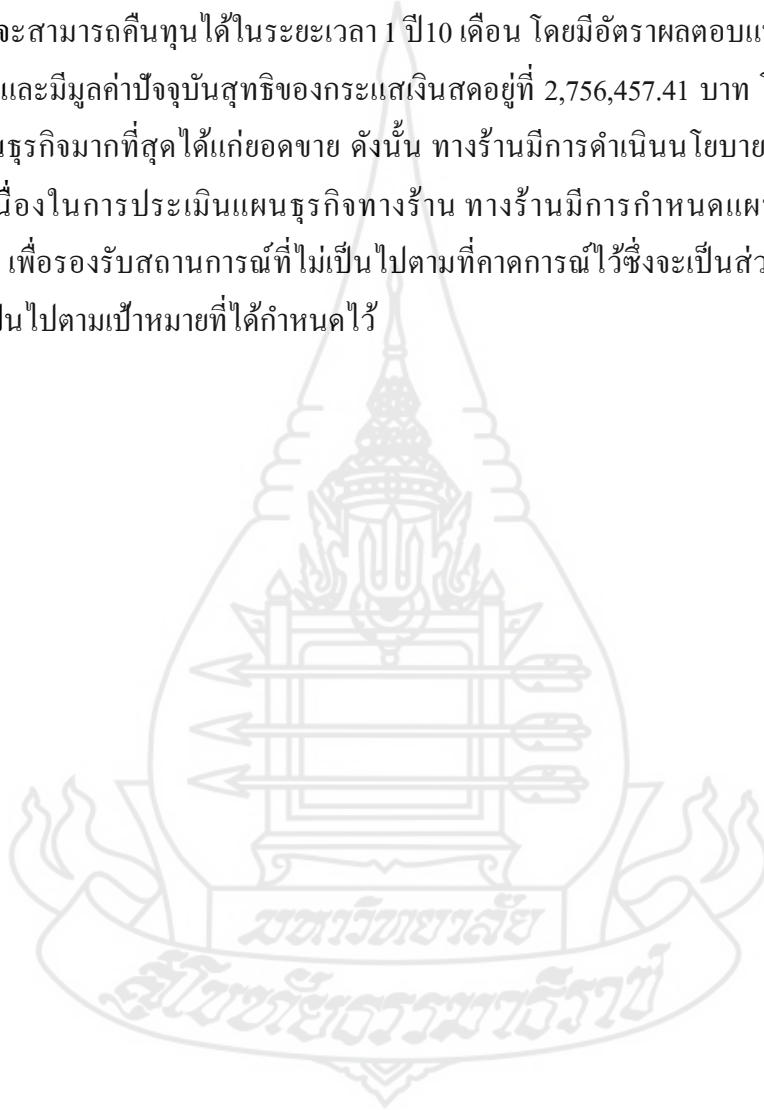 จะสามารถคืนทุนได้ในระยะเวลา 1 ปี10 เดือน โดยมีอัตราผลตอบแ
และมีมูลค่าปัจจุบันสุทธิของกระแสเงินสดอยู่ที่ 2,756,457.41 บาท
นธุรกิจมากที่สุดได้แก่ยอดขาย ดังนั้น ทางร้านมีการดำเนินนโยบาย
นื่องในการประเมินแผนธุรกิจทางร้าน ทางร้านมีการกำหนดแผ
เพื่อรองรับสถานการณ์ที่ไม่เป็นไปตามที่คาดการณ์ไว้ซึ่งจะเป็นส่ว
ป็นไปตามเป้าหมายที่ได้กำหนดไว้
มหาวิทยาลัย
สุโขทัยธรรมาธิราช